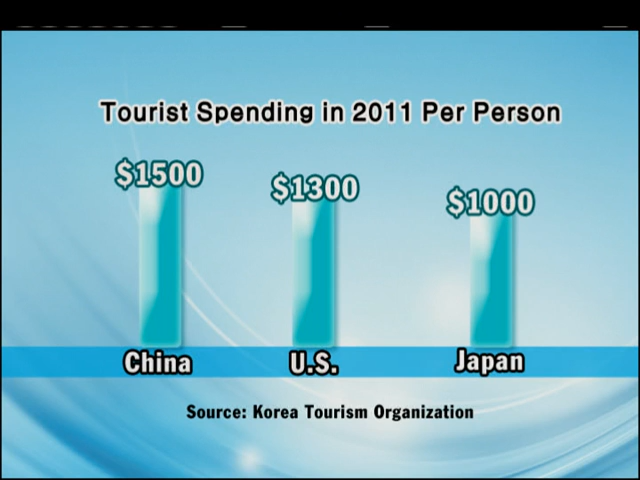 Tourist Spending in 2011 Per Person
$1500
$1300
$1000
China
U.S.
Japan
Source: Korea Tourism Organization